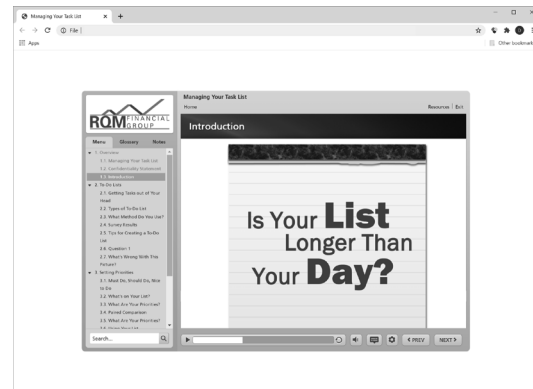 Managing Your Task List
File
Apps
Other bookmark
Managing Your Task List
Home
Resources
Exit
RQM FINANCIAL GROUP
Introduction
Menu
Glossary
Notes
1. Overview
1.1. Managing Your Task List
1.2. Confidentiality Statement
1.3. Introduction
2. To-Do Lists
2.1. Getting Tasks out of Your
Head
2.2. Types of To-Do List
2.3. What Method Do You Use?
2.4. Survey Results
2.5. Tips for Creating a To-Do
List
2.6. Question 1
2.7. What's Wrong With This
Picture?
3. Setting Priorities
3.1. Must Do, Should Do, Nice
to Do
3.2. What's on Your List?
3.3. What Are Your Priorities?
3.4. Paired Comparison
3.5. What Are Your Priorities?
Search...
Is Your List
Longer Than
Your Day?
< PREV
NEXT >